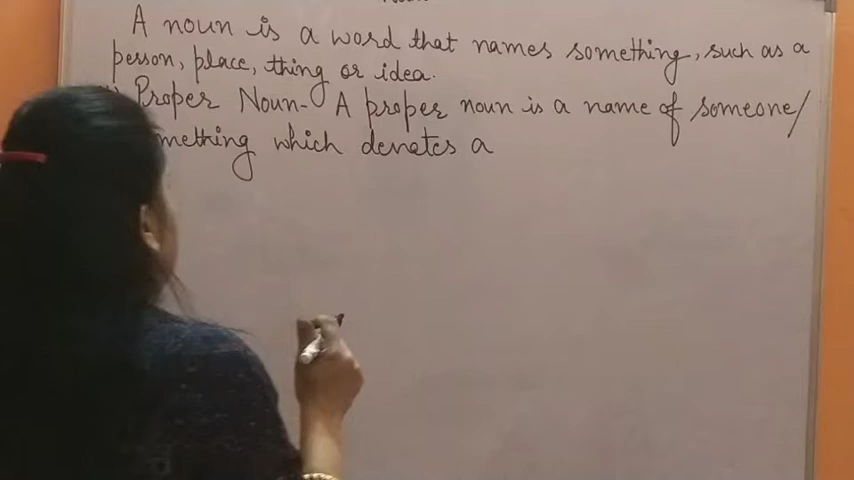 A noun is a word that names something, such as a
person, place, thing or idea.
Proper Noun- A proper noun is a name of someone/
mething which denotes a